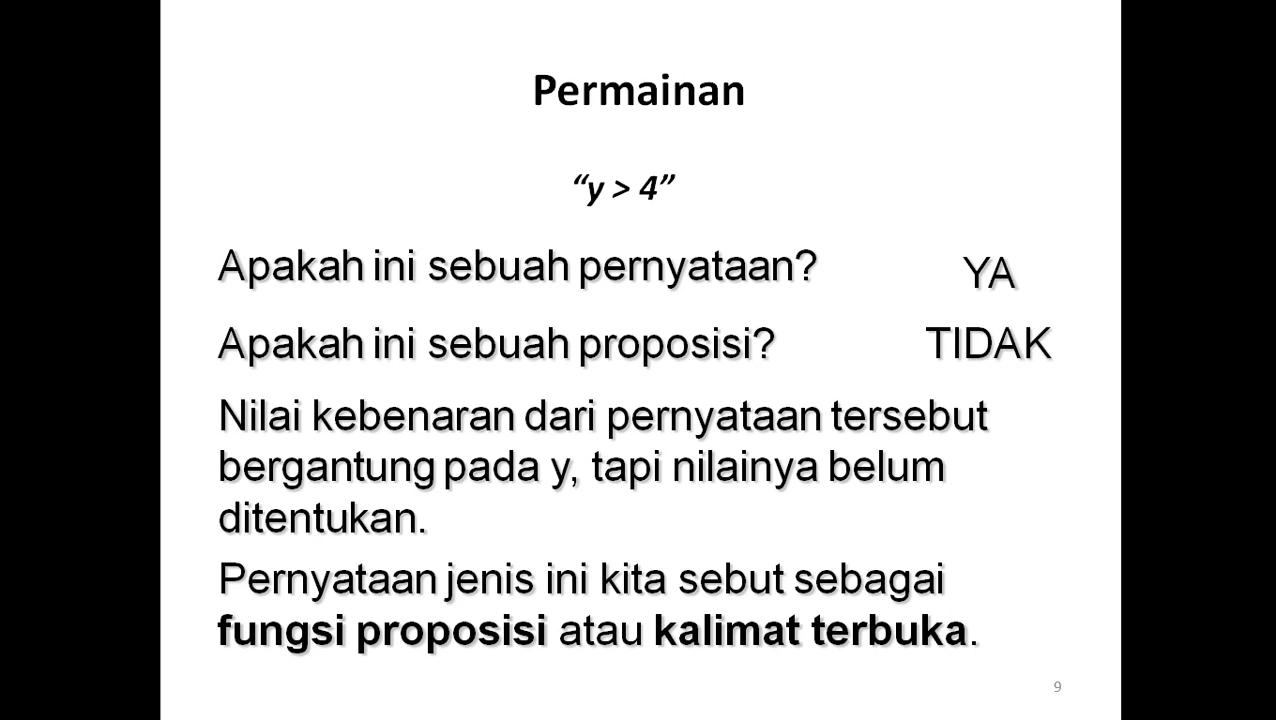 Permainan
“y > 4”
Apakah ini sebuah pernyataan? YA
Apakah ini sebuah proposisi? TIDAK
Nilai kebenaran dari pernyataan tersebut
bergantung pada y, tapi nilainya belum
ditentukan.
Pernyataan jenis ini kita sebut sebagai
fungsi proposisi atau kalimat terbuka.
9